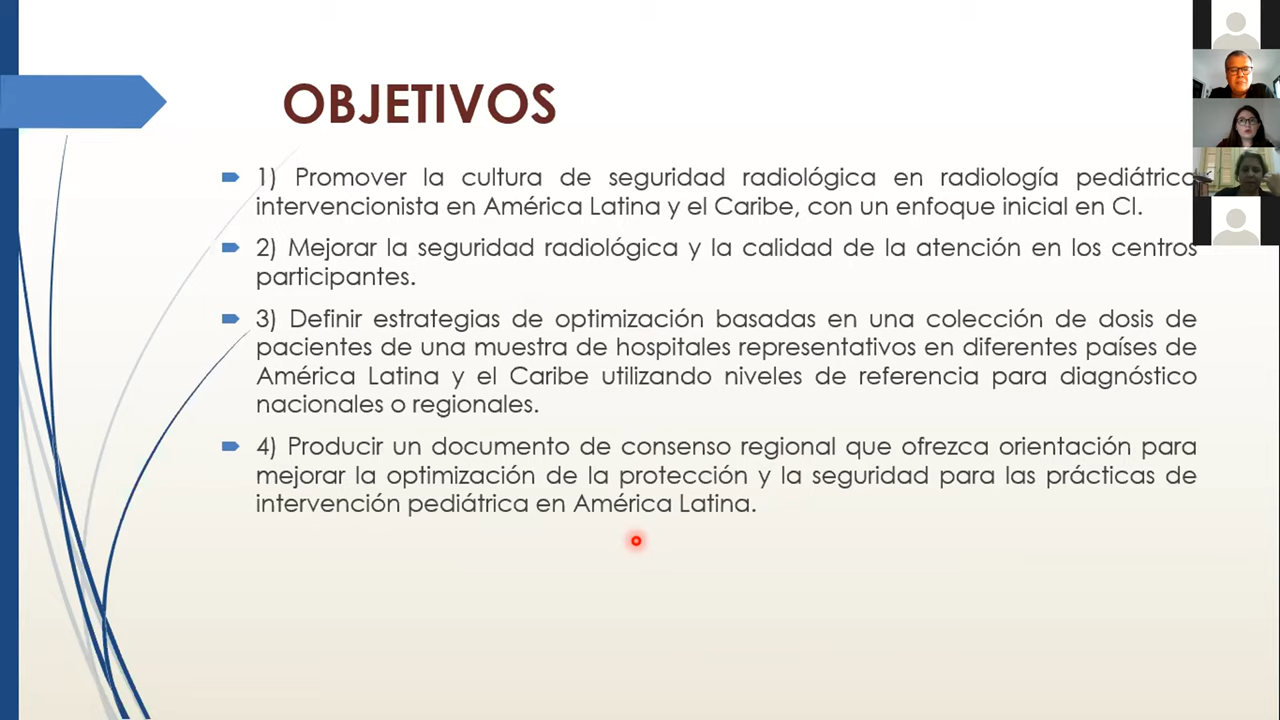 OBJETIVOS
1) Promover la cultura de seguridad radiológica en radiología pediátrica
intervencionista en América Latina y el Caribe, con un enfoque inicial en CI.
2) Mejorar la seguridad radiológica y la calidad de la atención en los centros
participantes.
3) Definir estrategias de optimización basadas en una colección de dosis de
pacientes de una muestra de hospitales representativos en diferentes países de
América Latina y el Caribe utilizando niveles de referencia para diagnóstico
nacionales o regionales.
4) Producir un documento de consenso regional que ofrezca orientación para
mejorar la optimización de la protección y la seguridad para las prácticas de
intervención pediátrica en América Latina.